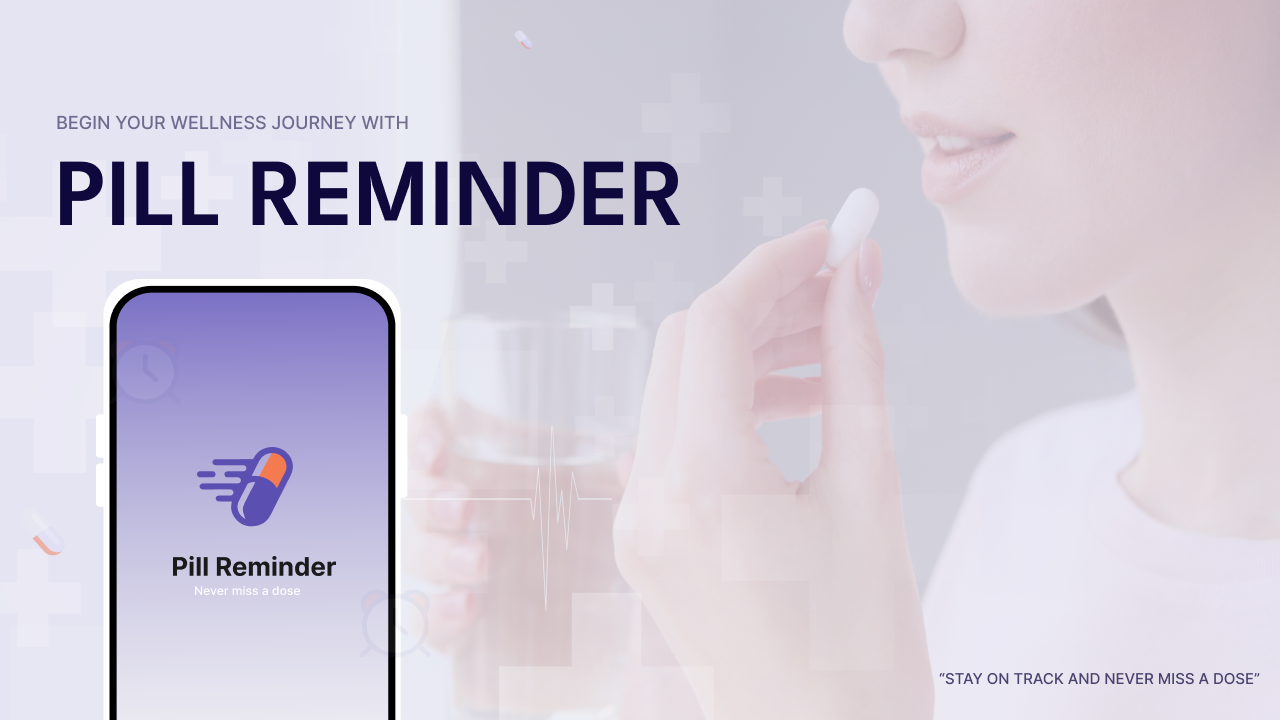 BEGIN YOUR WELLNESS JOURNEY WITH
PILL REMINDER
Pill Reminder
Never miss a dose
“STAY ON TRACK AND NEVER MISS A DOSE”